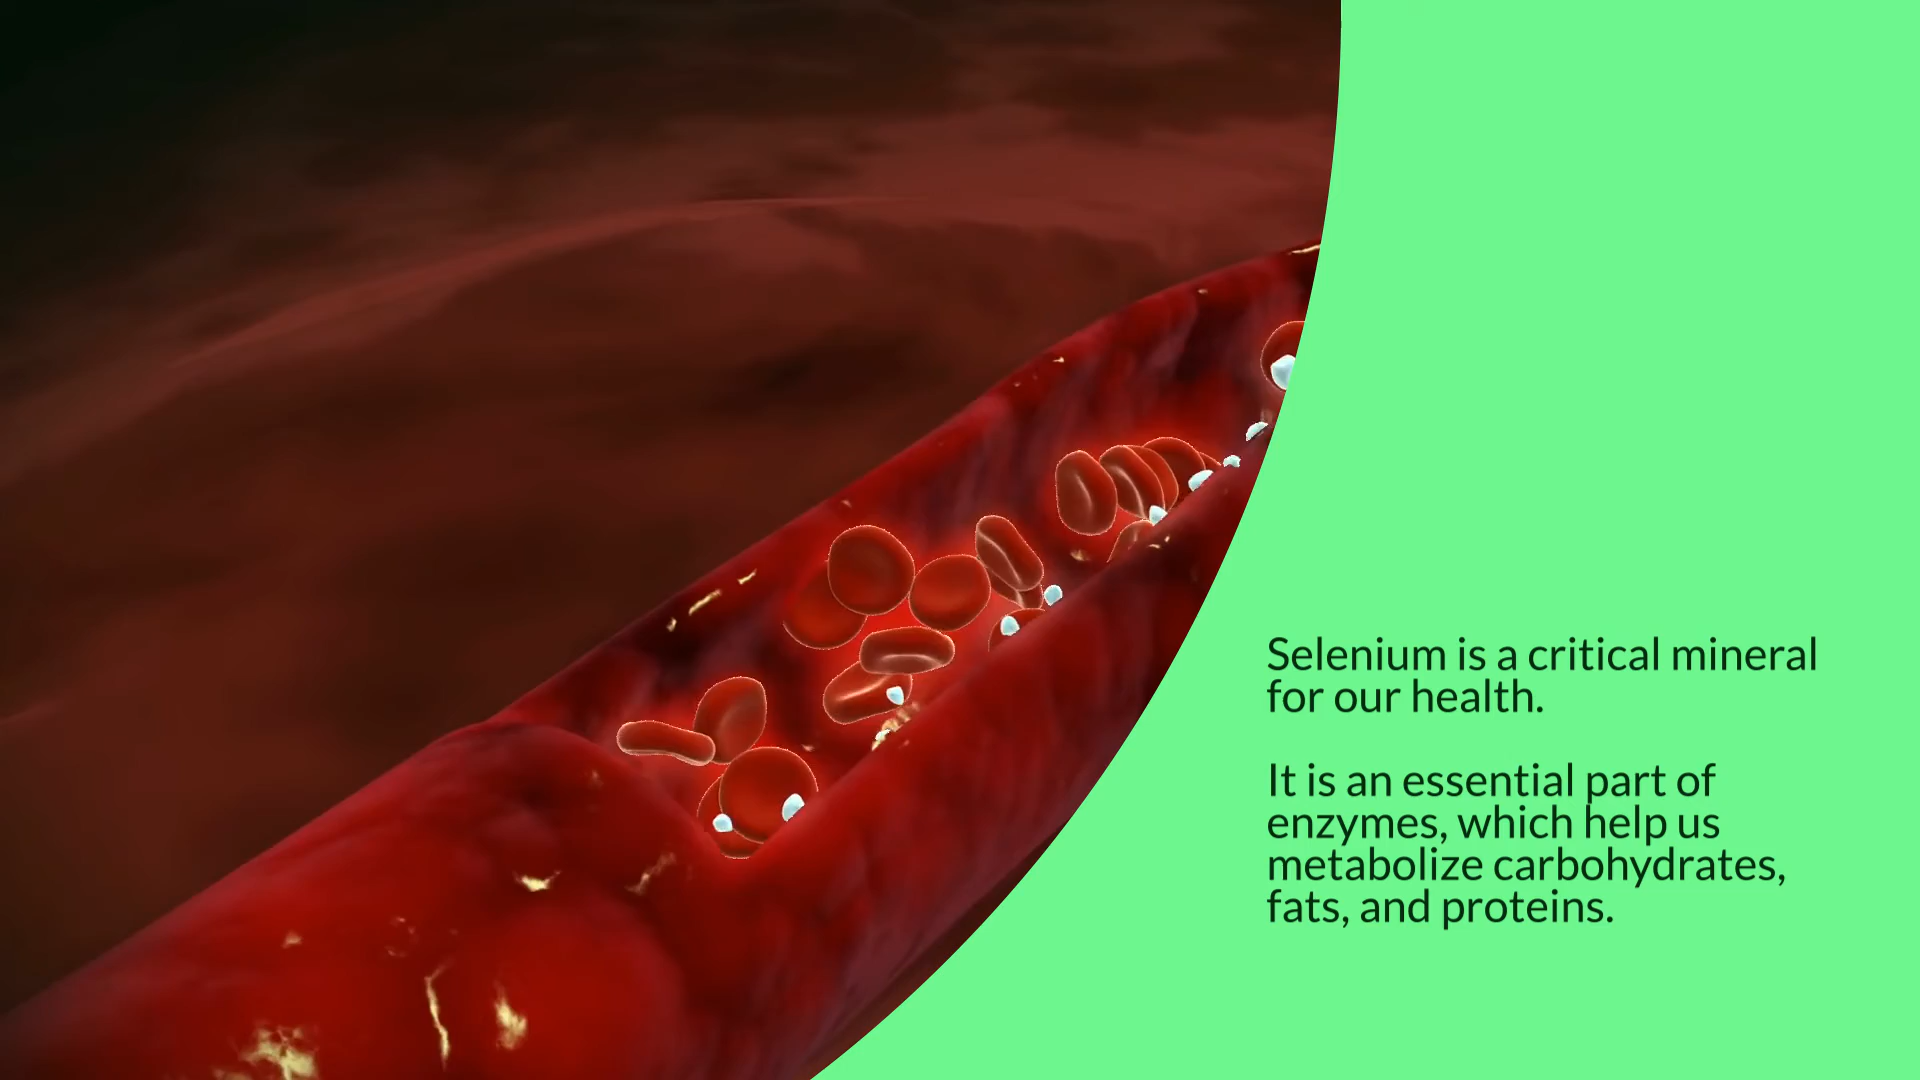 Selenium is a critical mineral
for our health.
It is an essential part of
enzymes, which help us
metabolize carbohydrates,
fats, and proteins.